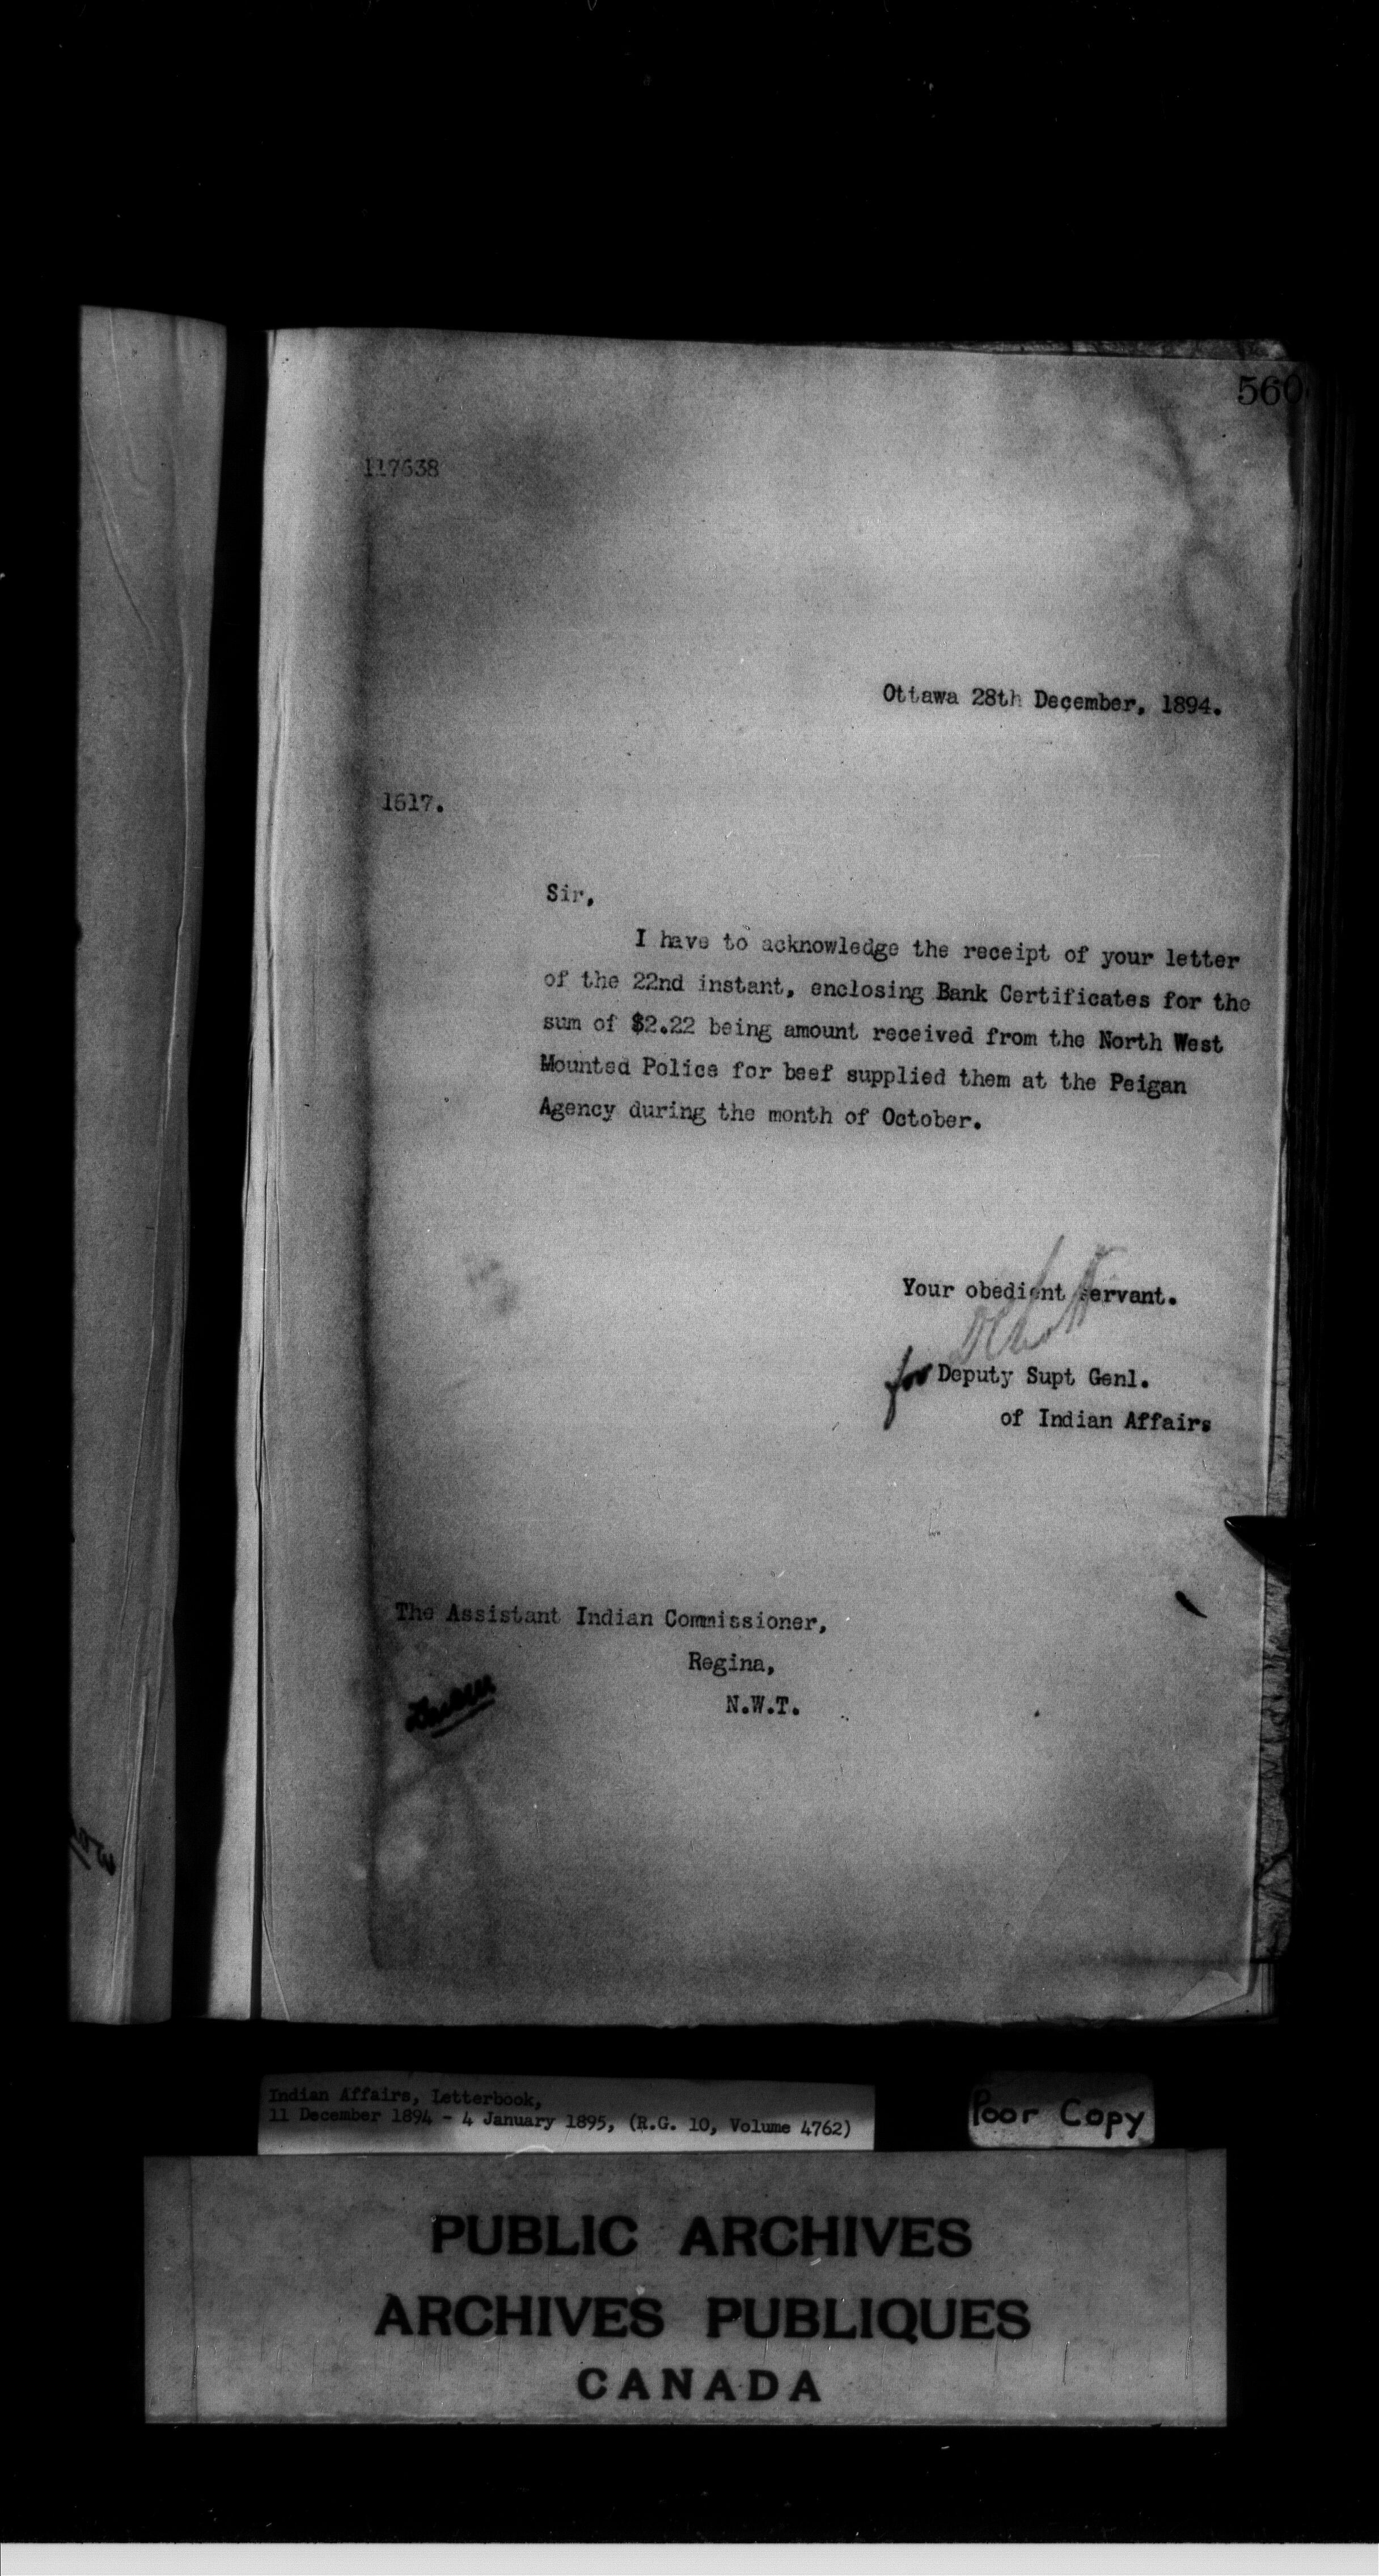 560
117638
Ottawa 28th December, 1894.
1617.
Sir,
I have to acknowledge the receipt of your letter
of the 22nd instant, enclosing Bank Certificates for the
sum of $2.22 being amount received from the North West
Mounted Police for beef supplied them at the Peigan
Agency during the month of October.
Your obedient servant.
for Deputy Supt Genl.
of Indian Affairs
The Assistant Indian Commissioner,
Regina,
N.W.T.
Indian Affairs, Letterbook,
11 December 1894 - 4 January 1895, (R.G. 10, Volume 4762)
Poor Copy
PUBLIC ARCHIVES
ARCHIVES PUBLIQUES
CANADA